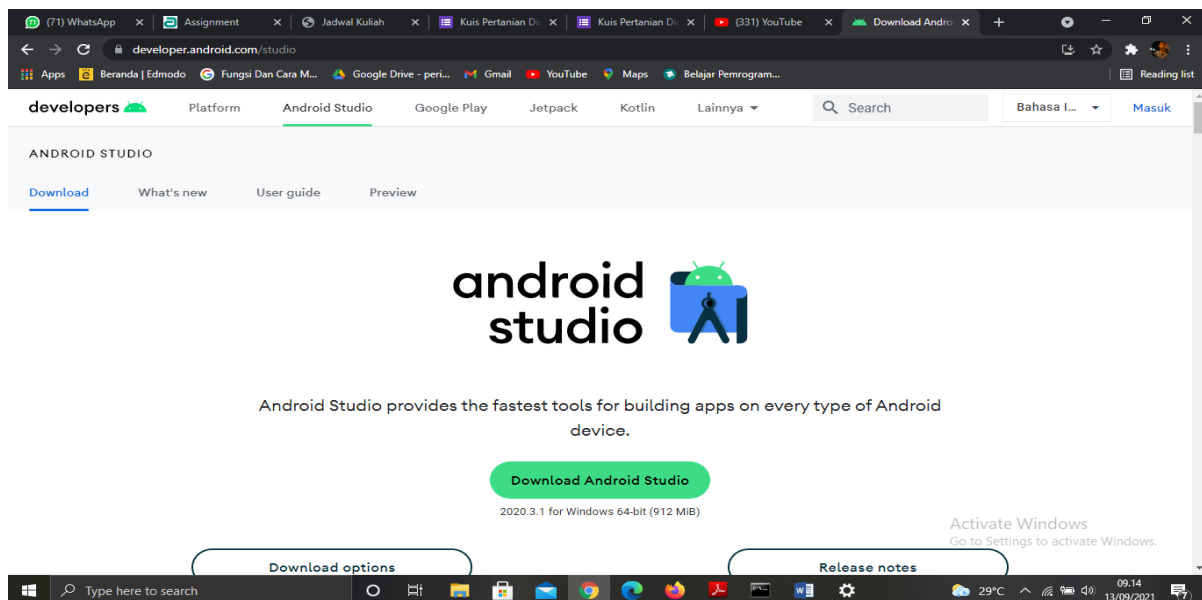 (71) WhatsApp
Assignment
Jadwal Kuliah
Kuis Pertanian Di
Kuis Pertanian Di
(331) YouTube
Download Andro
developer.android.com/studio
Apps
Beranda | Edmodo
Fungsi Dan Cara M...
Google Drive - peri...
Gmail
YouTube
Maps
Belajar Pemrogram...
Reading list
developers
Platform
Android Studio
Google Play
Jetpack
Kotlin
Lainnya
Search
Bahasa I...
Masuk
ANDROID STUDIO
Download
What's new
User guide
Preview
android
studio
Android Studio provides the fastest tools for building apps on every type of Android
device.
Download Android Studio
2020.3.1 for Windows 64-bit (912 MiB)
Activate Windows
Go to Settings to activate Windows.
Download options
Release notes
Type here to search
29°C
09.14
13/09/2021